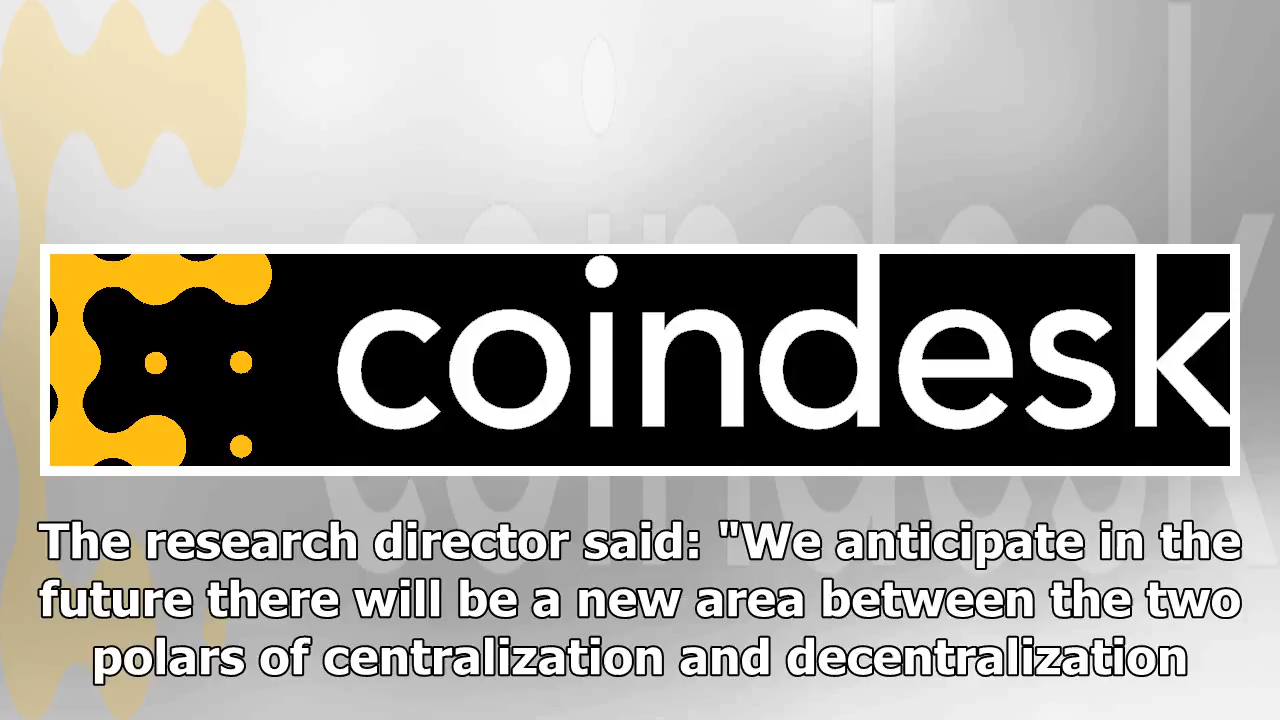 coindesk
The research director said: "We anticipate in the
future there will be a new area between the two
polars of centralization and decentralization